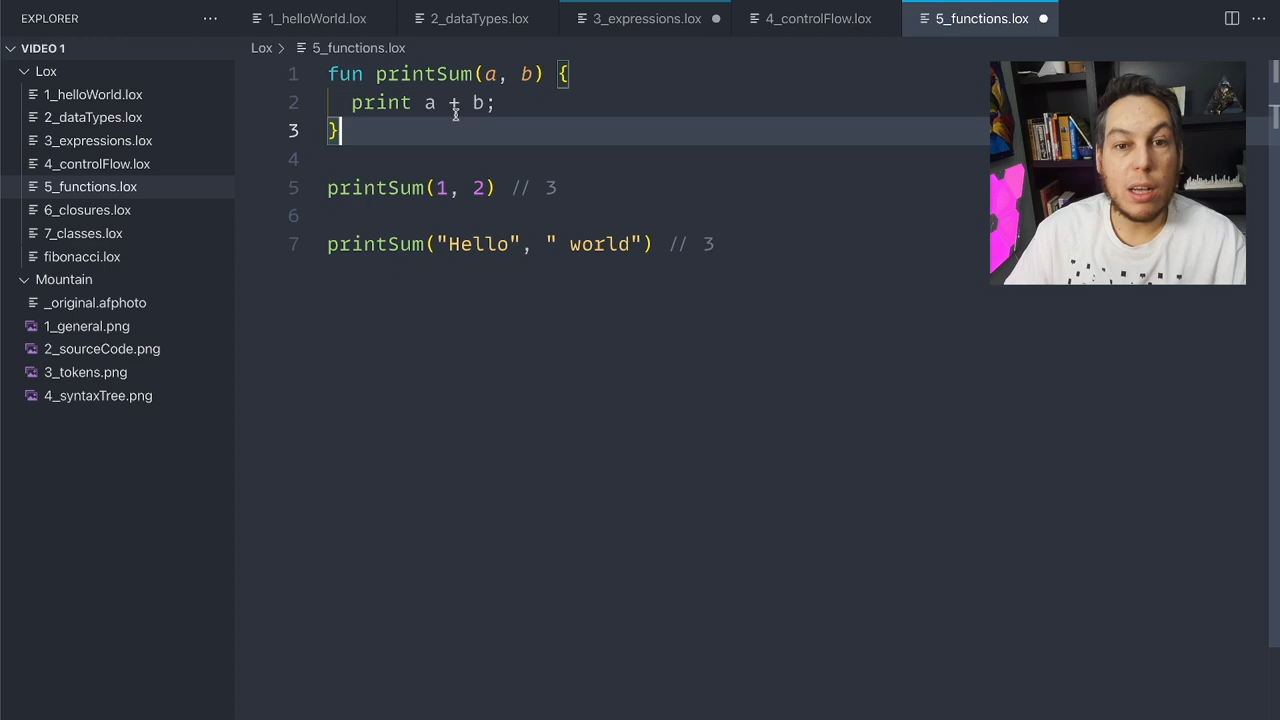 EXPLORER
1_helloWorld.lox
2_dataTypes.lox
3_expressions.lox
4_controlFlow.lox
5_functions.lox
VIDEO 1
Lox
5_functions.lox
Lox
1_helloWorld.lox
2_dataTypes.lox
3_expressions.lox
4_controlFlow.lox
5_functions.lox
6_closures.lox
7_classes.lox
fibonacci.lox
Mountain
_original.afphoto
1_general.png
2_sourceCode.png
3_tokens.png
4_syntaxTree.png
1 fun printSum(a, b) {
2 print a + b;
3 }
4
5 printSum(1, 2) // 3
6
7 printSum("Hello", " world") // 3